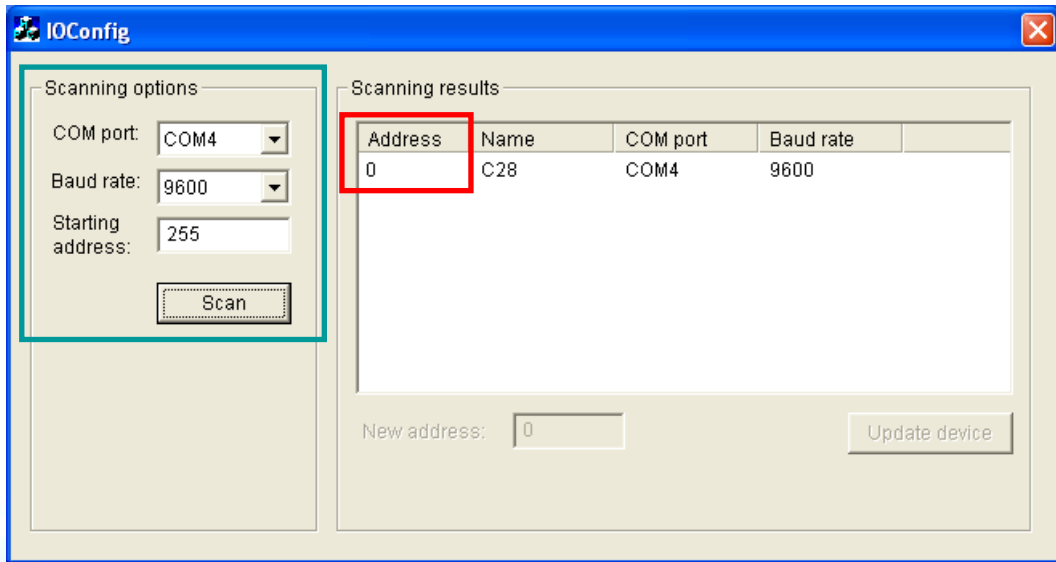 IOConfig
Scanning options
COM port: COM4
Baud rate: 9600
Starting
address: 255
Scan
Scanning results
Address Name COM port Baud rate
0 C28 COM4 9600
New address: 0
Update device